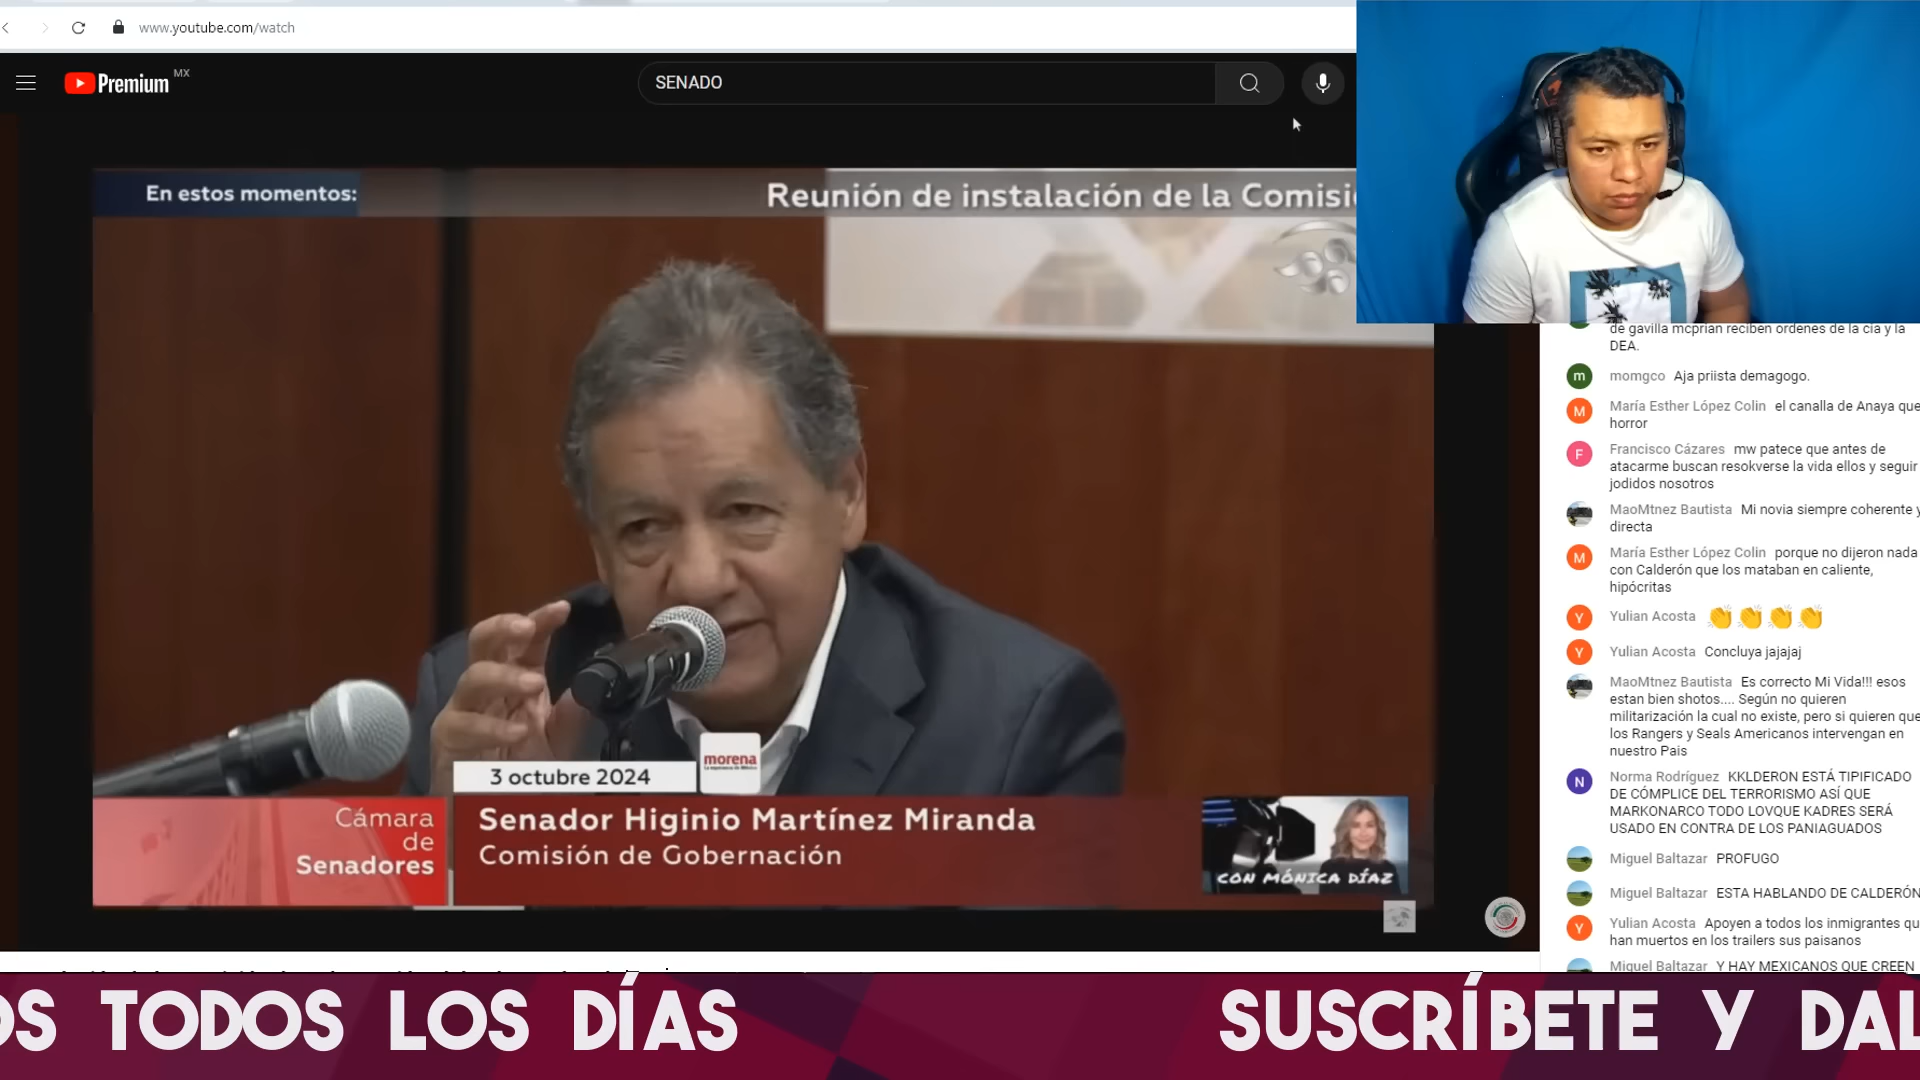 www.youtube.com/watch
Premium MX
SENADO
En estos momentos:
Reunión de instalación de la Comisi
3 octubre 2024
morena
Cámara
de
Senadores
Senador Higinio Martínez Miranda
Comisión de Gobernación
CON MÓNICA DÍAZ
de gavilla mcprian reciben ordenes de la cia y la
DEA.
m
momgco Aja priista demagogo.
M
María Esther López Colin el canalla de Anaya que
horror
F
Francisco Cázares mw patece que antes de
atacarme buscan resokverse la vida ellos y seguir
jodidos nosotros
MaoMtnez Bautista Mi novia siempre coherente y
directa
M
María Esther López Colin porque no dijeron nada
con Calderón que los mataban en caliente,
hipócritas
Y
Yulian Acosta 👏👏👏👏
Y
Yulian Acosta Concluya jajajaj
MaoMtnez Bautista Es correcto Mi Vida!!! esos
estan bien shotos.... Según no quieren
militarización la cual no existe, pero si quieren que
los Rangers y Seals Americanos intervengan en
nuestro Pais
N
Norma Rodríguez KKLDERON ESTÁ TIPIFICADO
DE CÓMPLICE DEL TERRORISMO ASÍ QUE
MARKONARCO TODO LOVQUE KADRES SERÁ
USADO EN CONTRA DE LOS PANIAGUADOS
Miguel Baltazar PROFUGO
Miguel Baltazar ESTA HABLANDO DE CALDERÓN
Y
Yulian Acosta Apoyen a todos los inmigrantes qu
han muertos en los trailers sus paisanos
Miguel Baltazar Y HAY MEXICANOS QUE CREEN
OS TODOS LOS DÍAS
SUSCRÍBETE Y DAL